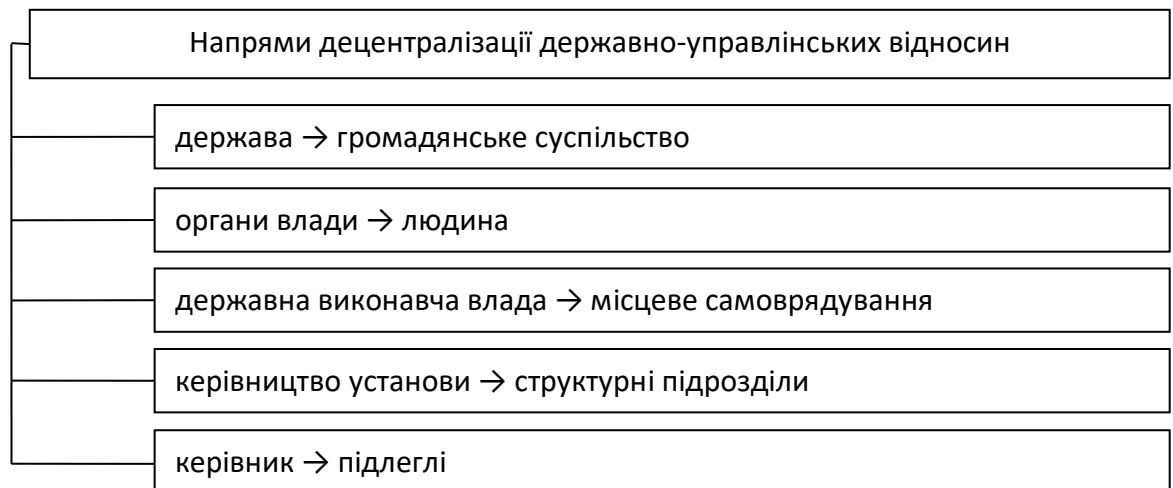 Напрями децентралізації державно-управлінських відносин
держава → громадянське суспільство
органи влади → людина
державна виконавча влада → місцеве самоврядування
керівництво установи → структурні підрозділи
керівник → підлеглі